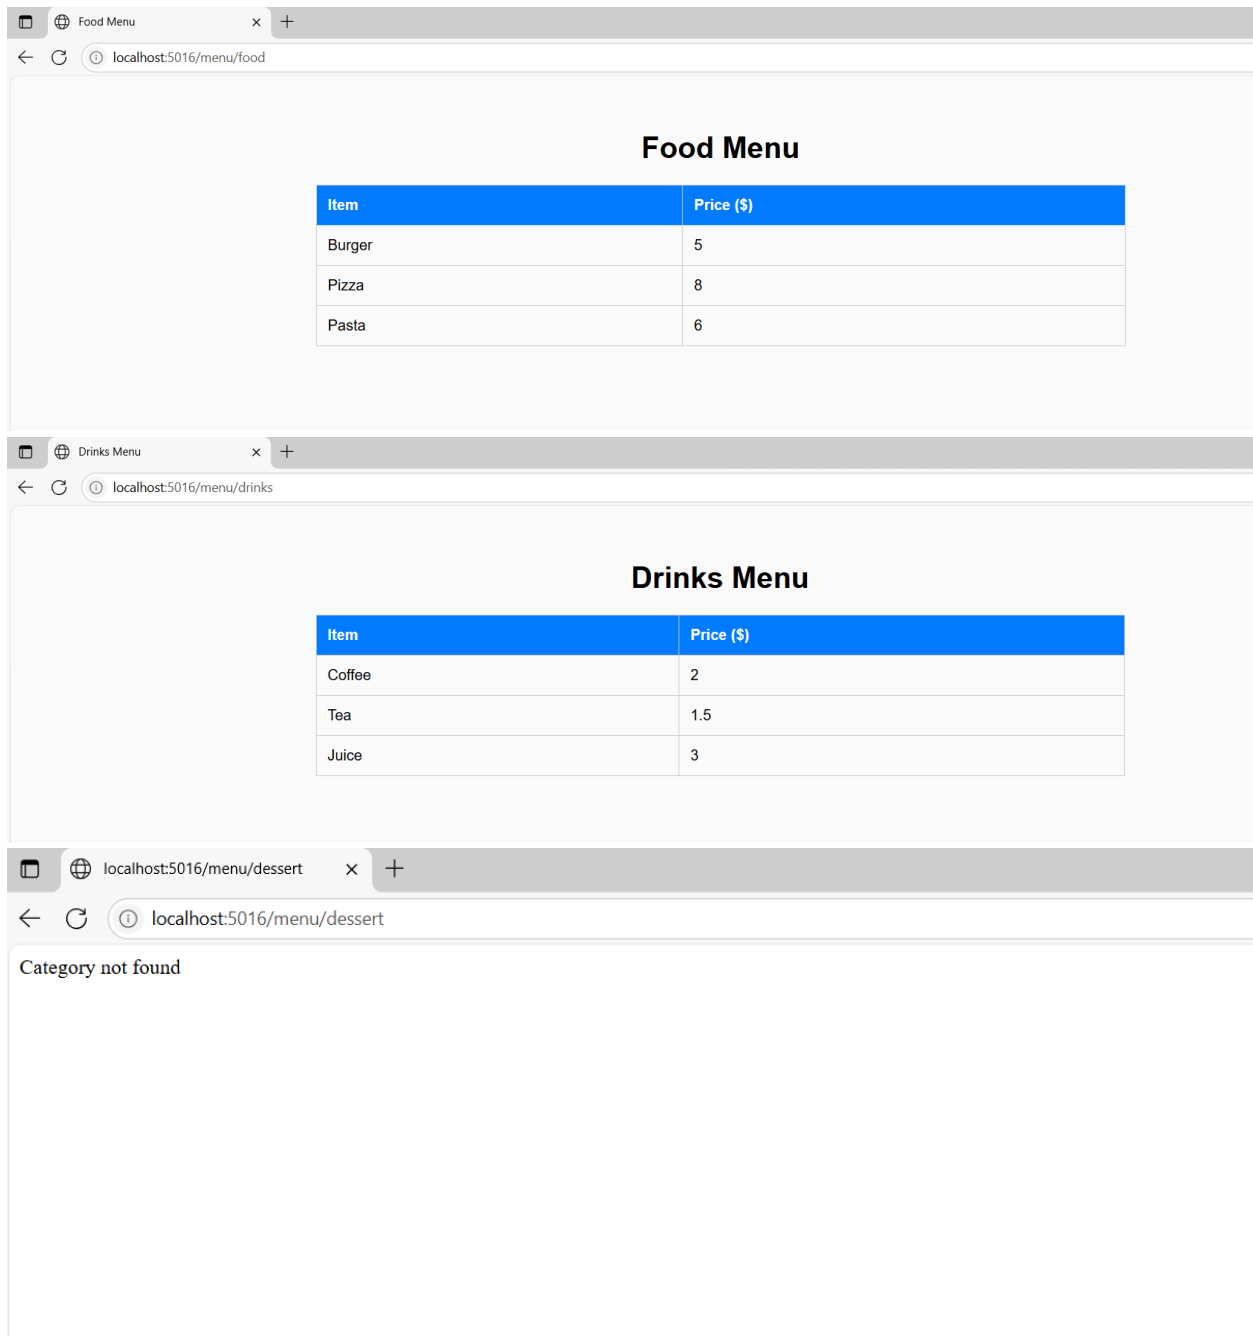 Food Menu
localhost:5016/menu/food
Food Menu
Item Price ($)
Burger 5
Pizza 8
Pasta 6
Drinks Menu
localhost:5016/menu/drinks
Drinks Menu
Item Price ($)
Coffee 2
Tea 1.5
Juice 3
localhost:5016/menu/dessert
localhost:5016/menu/dessert
Category not found